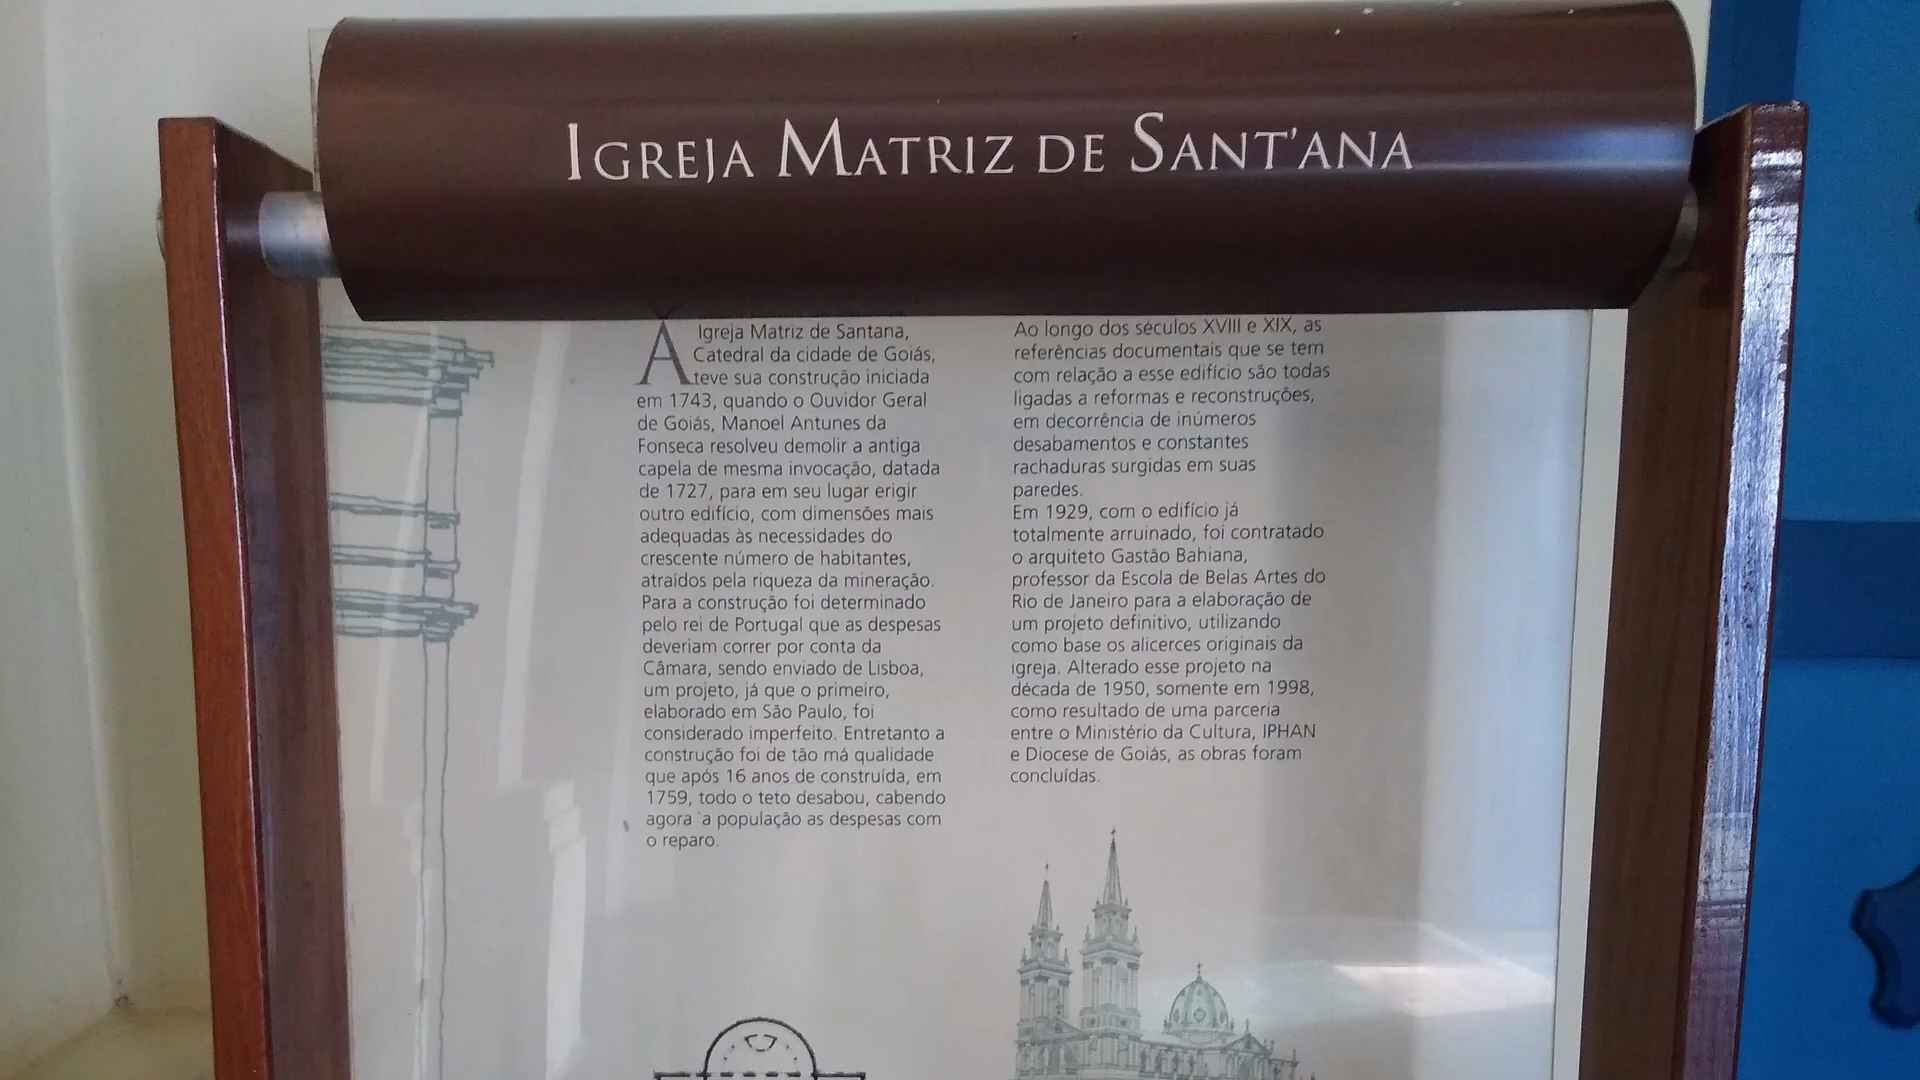 IGREJA MATRIZ DE SANT'ANA
A Igreja Matriz de Santana,
Catedral da cidade de Goiás,
teve sua construção iniciada
em 1743, quando o Ouvidor Geral
de Goiás, Manoel Antunes da
Fonseca resolveu demolir a antiga
capela de mesma invocação, datada
de 1727, para em seu lugar erigir
outro edifício, com dimensões mais
adequadas às necessidades do
crescente número de habitantes,
atraídos pela riqueza da mineração.
Para a construção foi determinado
pelo rei de Portugal que as despesas
deveriam correr por conta da
Câmara, sendo enviado de Lisboa,
um projeto, já que o primeiro,
elaborado em São Paulo, foi
considerado imperfeito. Entretanto a
construção foi de tão má qualidade
que após 16 anos de construída, em
1759, todo o teto desabou, cabendo
agora `a população as despesas com
o reparo.
Ao longo dos séculos XVIII e XIX, as
referências documentais que se tem
com relação a esse edifício são todas
ligadas a reformas e reconstruções,
em decorrência de inúmeros
desabamentos e constantes
rachaduras surgidas em suas
paredes.
Em 1929, com o edifício já
totalmente arruinado, foi contratado
o arquiteto Gastão Bahiana,
professor da Escola de Belas Artes do
Rio de Janeiro para a elaboração de
um projeto definitivo, utilizando
como base os alicerces originais da
igreja. Alterado esse projeto na
década de 1950, somente em 1998,
como resultado de uma parceria
entre o Ministério da Cultura, IPHAN
e Diocese de Goiás, as obras foram
concluídas.